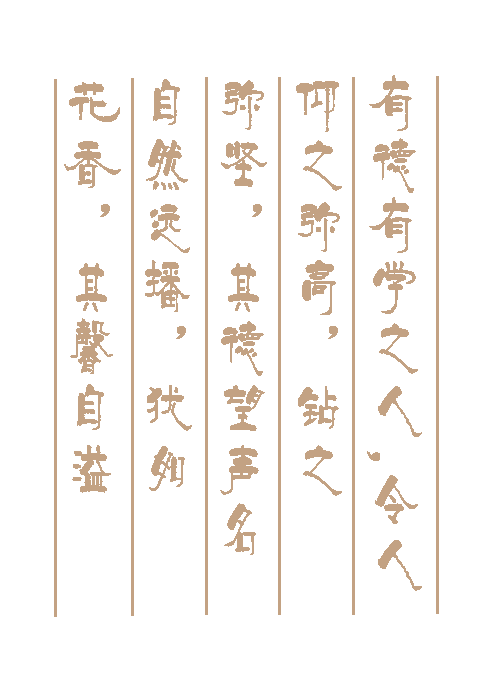 有德有学之人、令人
仰之弥高，钻之
弥坚，其德望声名
自然远播，犹如
花香，其馨自溢